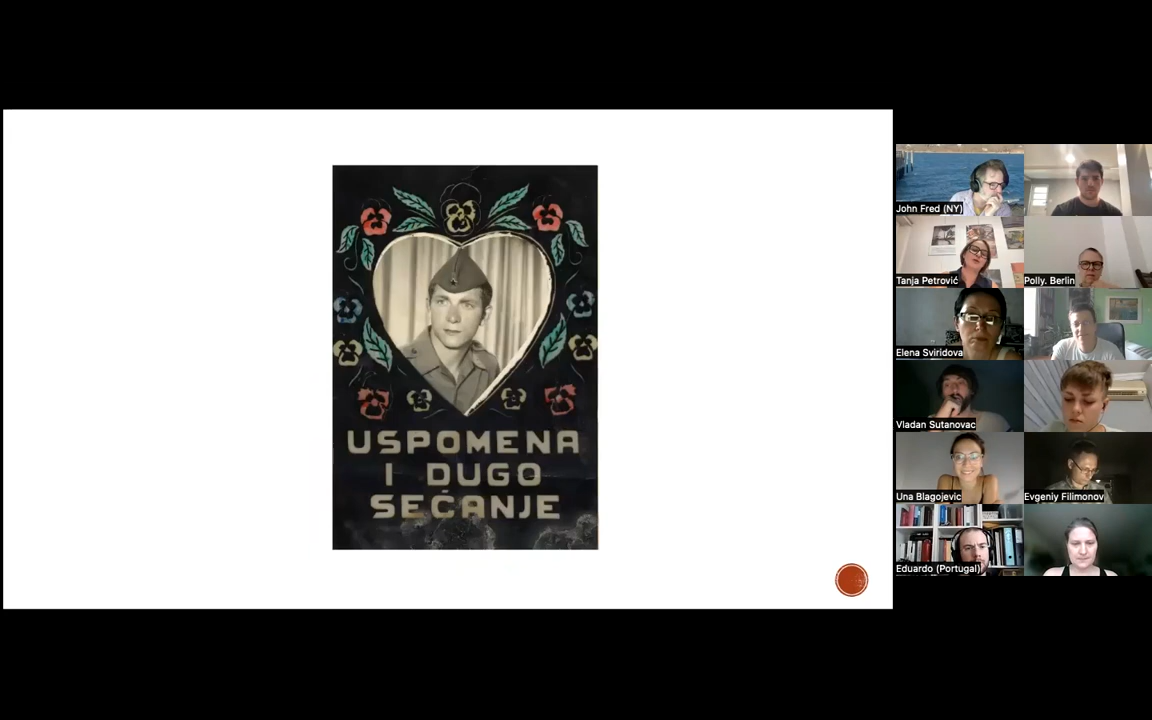 USPOMENA
I DUGO
SEĆANJE
John Fred (NY)
Tanja Petrović
Polly. Berlin
Elena Sviridova
Vladan Sutanovac
Una Blagojevic
Evgeniy Filimonov
Eduardo (Portugal)